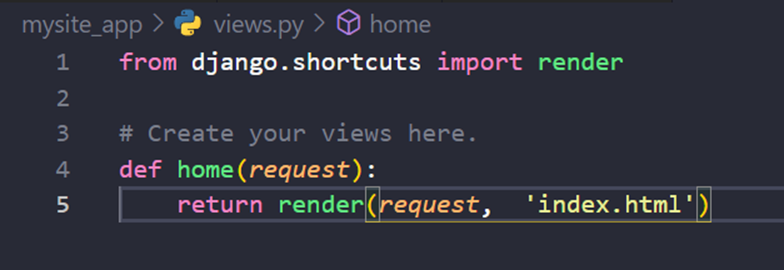 mysite_app > views.py > home
1 from django.shortcuts import render
2
3 # Create your views here.
4 def home(request):
5     return render(request,  'index.html')